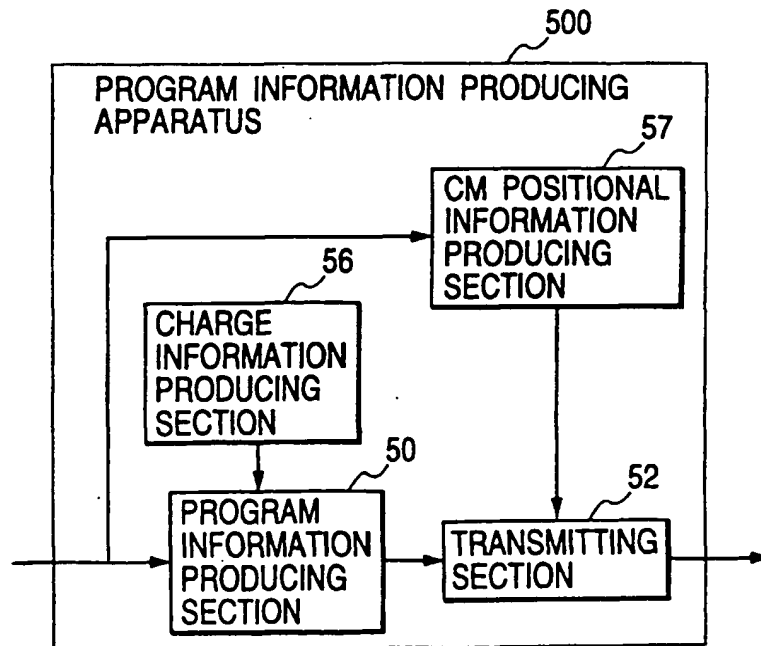 500
PROGRAM INFORMATION PRODUCING
APPARATUS
57
CM POSITIONAL
INFORMATION
PRODUCING
SECTION
56
CHARGE
INFORMATION
PRODUCING
SECTION
50
PROGRAM
INFORMATION
PRODUCING
SECTION
52
TRANSMITTING
SECTION